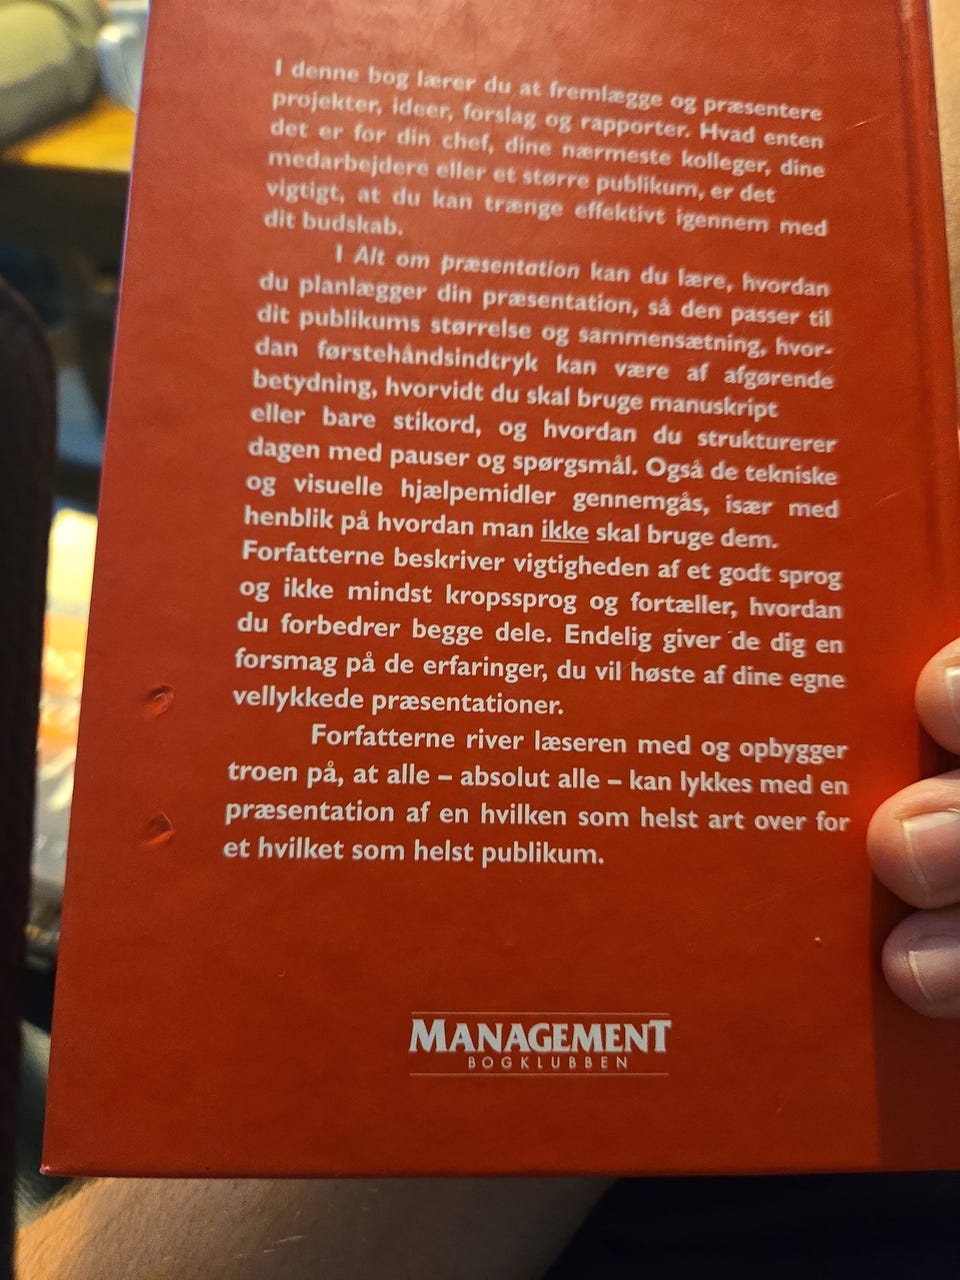 I denne bog lærer du at fremlægge og præsentere
projekter, ideer, forslag og rapporter. Hvad enten
det er for din chef, dine nærmeste kolleger, dine
medarbejdere eller et større publikum, er det
vigtigt, at du kan trænge effektivt igennem med
dit budskab.
I Alt om præsentation kan du lære, hvordan
du planlægger din præsentation, så den passer til
dit publikums størrelse og sammensætning, hvor-
dan førstehåndsindtryk kan være af afgørende
betydning, hvorvidt du skal bruge manuskript
eller bare stikord, og hvordan du strukturerer
dagen med pauser og spørgsmål. Også de tekniske
og visuelle hjælpemidler gennemgås, især med
henblik på hvordan man ikke skal bruge dem.
Forfatterne beskriver vigtigheden af et godt sprog
og ikke mindst kropssprog og fortæller, hvordan
du forbedrer begge dele. Endelig giver de dig en
forsmag på de erfaringer, du vil høste af dine egne
vellykkede præsentationer.
Forfatterne river læseren med og opbygger
troen på, at alle – absolut alle – kan lykkes med en
præsentation af en hvilken som helst art over for
et hvilket som helst publikum.
MANAGEMENT
BOGKLUBBEN